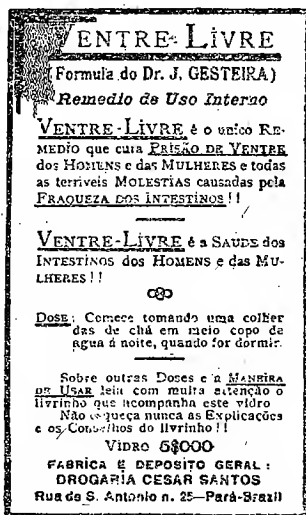 VENTRE-LIVRE
(Formula do Dr. J. GESTEIRA)
Remedio de Uso Interno
VENTRE-LIVRE é o unico RE-
MEDIO que cura PRISÃO DE VENTRE
dos HOMENS e das MULHERES e todas
as terriveis MOLESTIAS causadas pela
FRAQUEZA DOS INTESTINOS!!
VENTRE-LIVRE é a SAUDE dos
INTESTINOS DOS HOMENS e das MU-
LHERES!!
DOSE: Comece tomando uma colher
das de chá em meio copo de
agua á noite, quando for dormir.
Sobre outras Doses e a MANEIRA
DE USAR leia com muita attenção o
livrinho que acompanha este vidro
Não esqueça nunca as Explicações
e os Conselhos do livrinho!!
VIDRO 5$000
FABRICA E DEPOSITO GERAL:
DROGARIA CESAR SANTOS
Rua de S. Antonio n. 25—Pará-Brazil